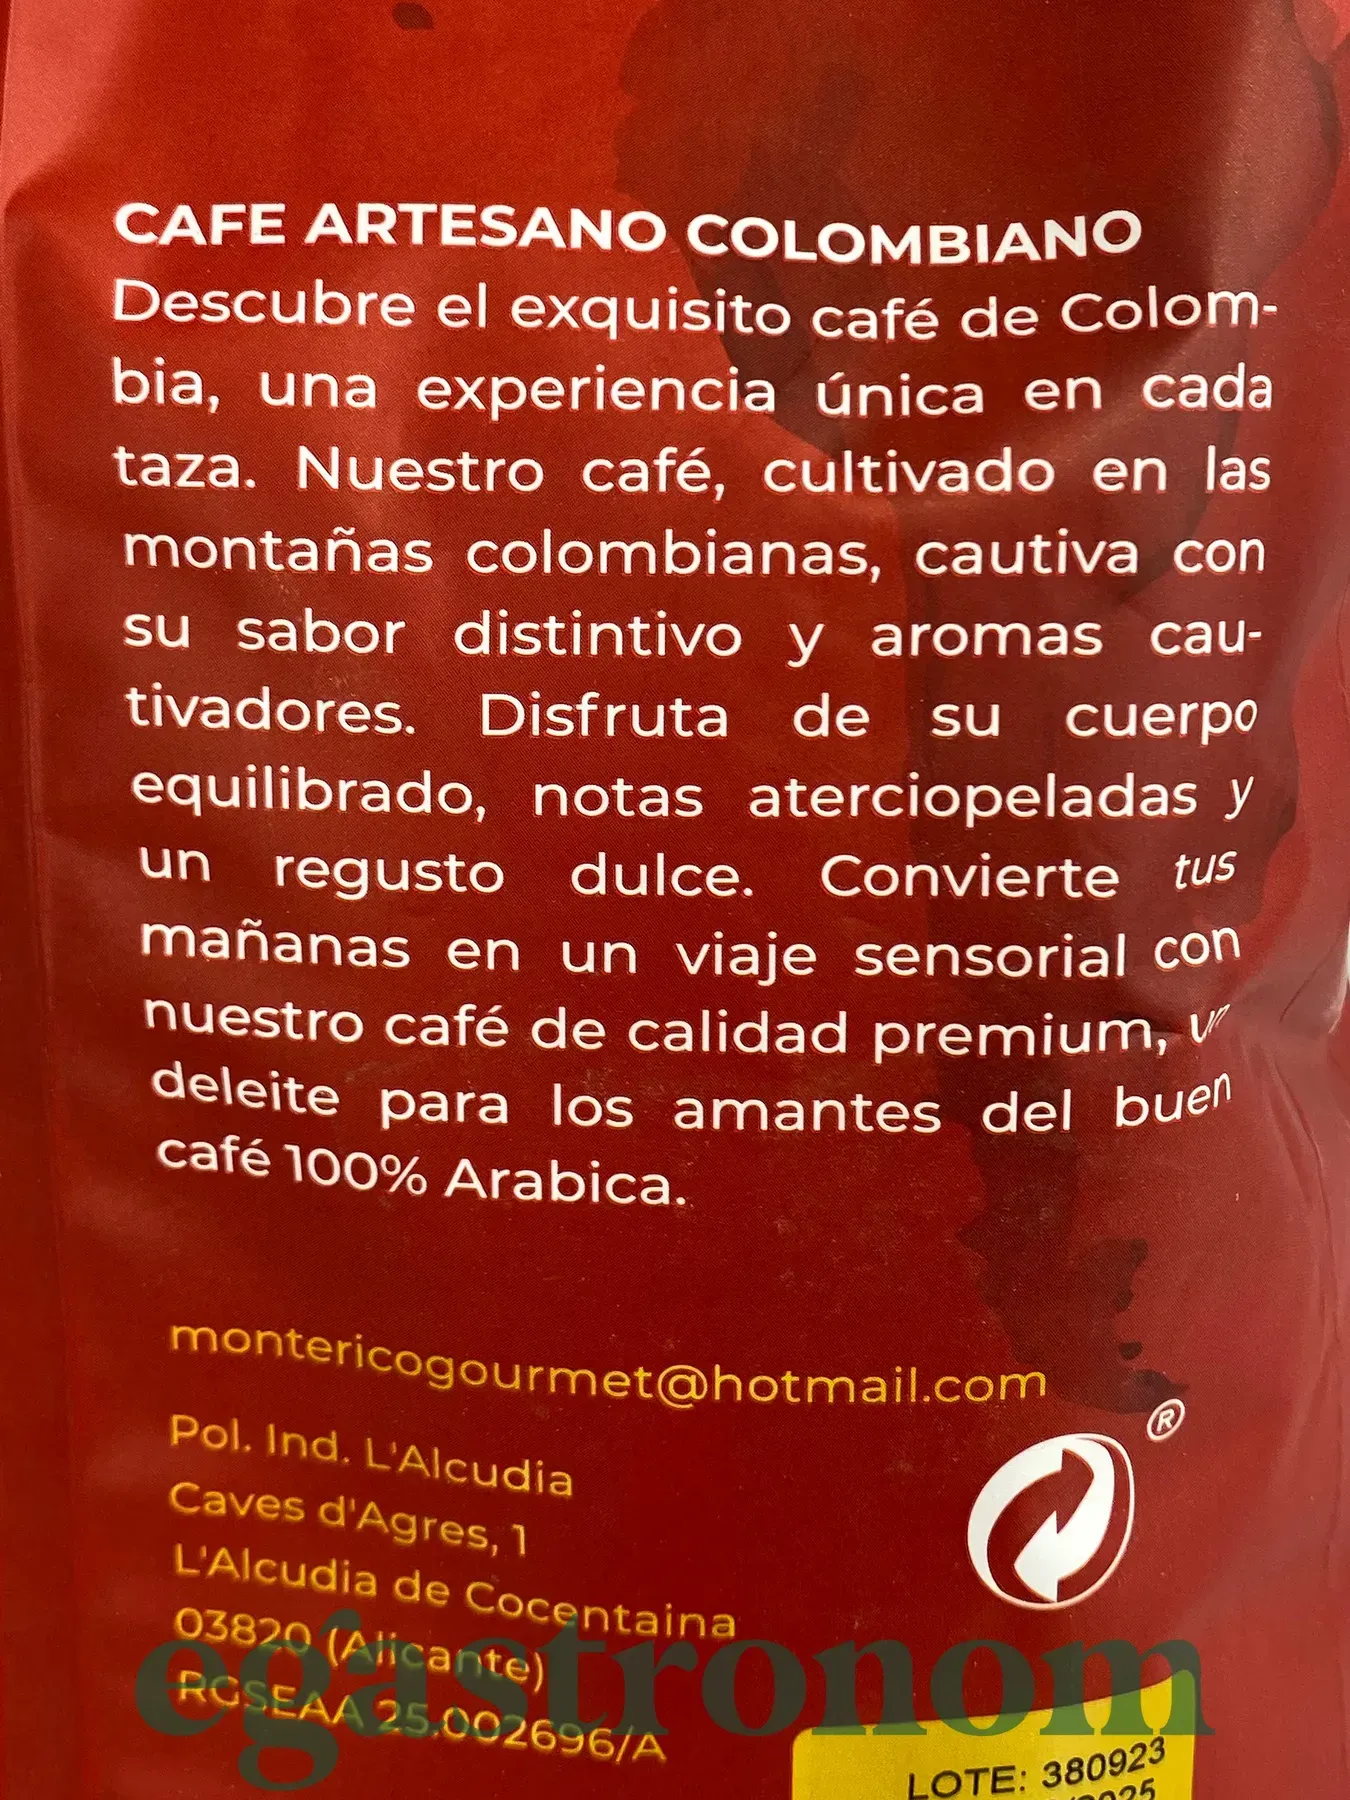 CAFE ARTESANO COLOMBIANO
Descubre el exquisito café de Colom-
bia, una experiencia única en cada
taza. Nuestro café, cultivado en las
montañas colombianas, cautiva con
su sabor distintivo y aromas cau-
tivadores. Disfruta de su cuerpo
equilibrado, notas aterciopeladas y
un regusto dulce. Convierte tus
mañanas en un viaje sensorial con
nuestro café de calidad premium, un
deleite para los amantes del buen
café 100% Arabica.
montericogourmet@hotmail.com
®
Pol. Ind. L'Alcudia
Caves d'Agres, 1
L'Alcudia de Cocentaina
03820 (Alicante)
RGSEAA 25.002696/A
egastronom
LOTE: 380923
/2025